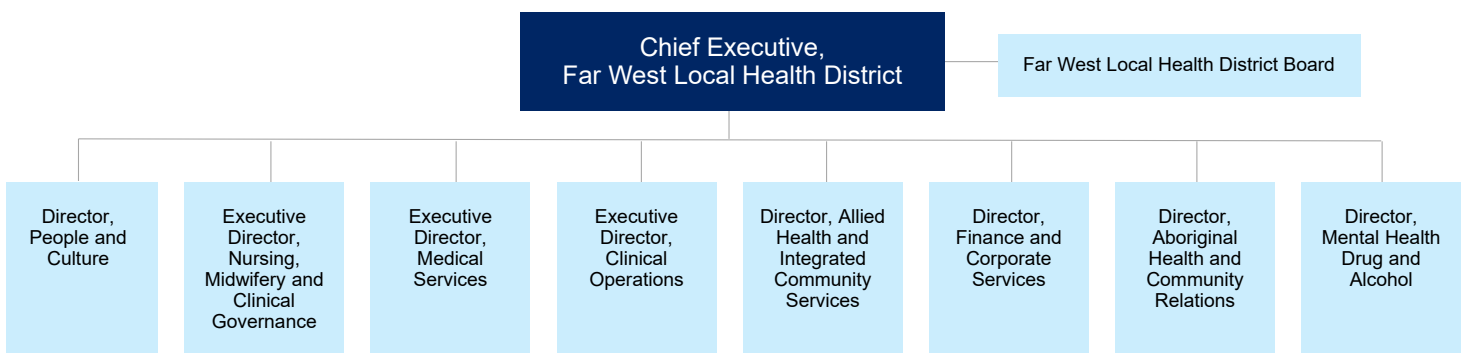 Chief Executive,
Far West Local Health District
Far West Local Health District Board
Director,
People and
Culture
Executive
Director,
Nursing,
Midwifery and
Clinical
Governance
Executive
Director,
Medical
Services
Executive
Director,
Clinical
Operations
Director, Allied
Health and
Integrated
Community
Services
Director,
Finance and
Corporate
Services
Director,
Aboriginal
Health and
Community
Relations
Director,
Mental Health
Drug and
Alcohol